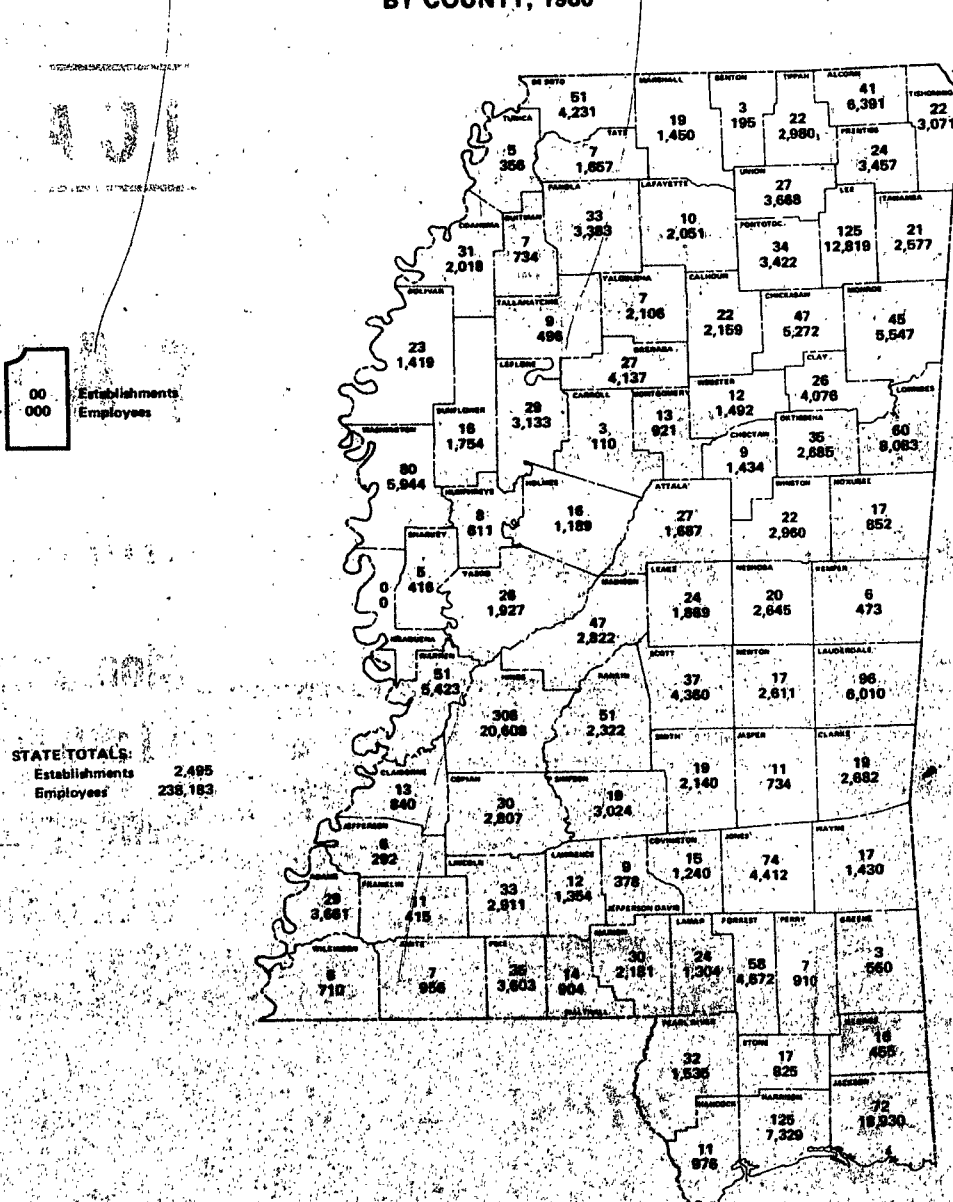 BY COUNTY, 1980
DE SOTO
51
4,231
MARSHALL
19
1,450
BENTON
3
195
TIPPAH
22
2,980
ALCORN
41
6,391
TISHOMINGO
22
3,071
TUNICA
5
356
TATE
7
1,657
PRENTISS
24
3,457
PANOLA
33
3,383
LAFAYETTE
10
2,051
UNION
27
3,668
LEE
125
12,819
ITAWAMBA
21
2,577
COAHOMA
31
2,018
QUITMAN
7
734
PONTOTOC
34
3,422
BOLIVAR
23
1,419
TALLAHATCHIE
9
496
YALOBUSHA
7
2,106
CALHOUN
22
2,159
CHICKASAW
47
5,272
MONROE
45
5,547
00
000
Establishments
Employees
SUNFLOWER
16
1,754
LEFLORE
29
3,133
GRENADA
27
4,137
CARROLL
3
110
MONTGOMERY
13
921
WEBSTER
12
1,492
CLAY
26
4,076
LOWNDES
60
8,083
WASHINGTON
80
5,944
CHOCTAW
9
1,434
OKTIBBEHA
35
2,685
HUMPHREYS
8
611
HOLMES
16
1,189
ATTALA
27
1,687
WINSTON
22
2,960
NOXUBEE
17
852
SHARKEY
5
416
0
0
ISSAQUENA
YAZOO
26
1,927
MADISON
47
2,822
LEAKE
24
1,869
NESHOBA
20
2,645
KEMPER
6
473
WARREN
51
5,423
HINDS
308
20,608
RANKIN
51
2,322
SCOTT
37
4,360
NEWTON
17
2,611
LAUDERDALE
96
6,010
STATE TOTALS:
Establishments 2,495
Employees 238,183
CLAIBORNE
13
840
COPIAH
30
2,807
SIMPSON
3,024
SMITH
19
2,140
JASPER
11
734
CLARKE
19
2,682
JEFFERSON
6
292
LINCOLN
33
2,911
LAWRENCE
12
1,354
9
378
JEFFERSON DAVIS
COVINGTON
15
1,240
JONES
74
4,412
WAYNE
17
1,430
ADAMS
29
3,661
FRANKLIN
11
415
WILKINSON
710
AMITE
7
956
PIKE
35
3,603
14
904
WALTHALL
MARION
30
2,181
LAMAR
24
1,304
FORREST
58
4,672
PERRY
7
910
GREENE
3
560
PEARL RIVER
32
1,535
STONE
17
825
GEORGE
455
HANCOCK
11
976
HARRISON
125
7,329
JACKSON
72